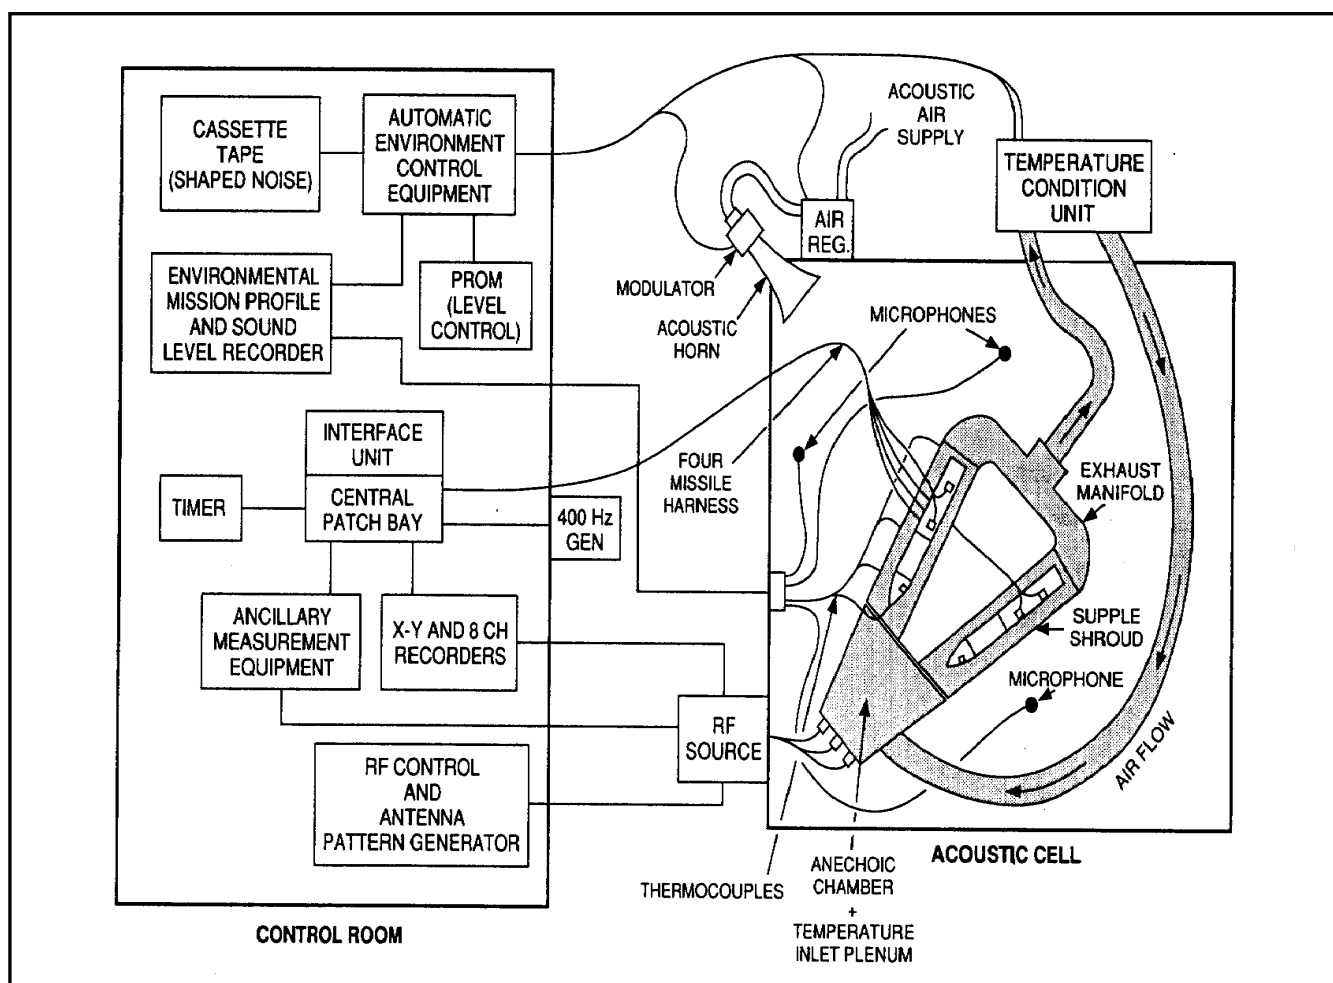 CASSETTE
TAPE
(SHAPED NOISE)
AUTOMATIC
ENVIRONMENT
CONTROL
EQUIPMENT
ENVIRONMENTAL
MISSION PROFILE
AND SOUND
LEVEL RECORDER
PROM
(LEVEL
CONTROL)
INTERFACE
UNIT
TIMER
CENTRAL
PATCH BAY
400 Hz
GEN
ANCILLARY
MEASUREMENT
EQUIPMENT
X-Y AND 8 CH
RECORDERS
RF
SOURCE
RF CONTROL
AND
ANTENNA
PATTERN GENERATOR
CONTROL ROOM
ACOUSTIC
AIR
SUPPLY
TEMPERATURE
CONDITION
UNIT
AIR
REG.
MODULATOR
ACOUSTIC
HORN
MICROPHONES
FOUR
MISSILE
HARNESS
EXHAUST
MANIFOLD
SUPPLE
SHROUD
MICROPHONE
AIR FLOW
ACOUSTIC CELL
THERMOCOUPLES
ANECHOIC
CHAMBER
+
TEMPERATURE
INLET PLENUM